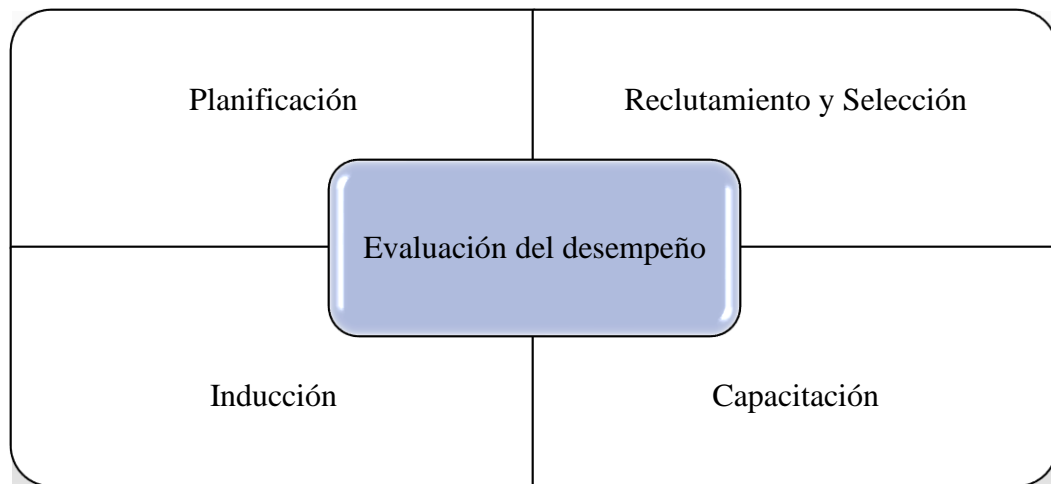 Planificación
Reclutamiento y Selección
Evaluación del desempeño
Inducción
Capacitación